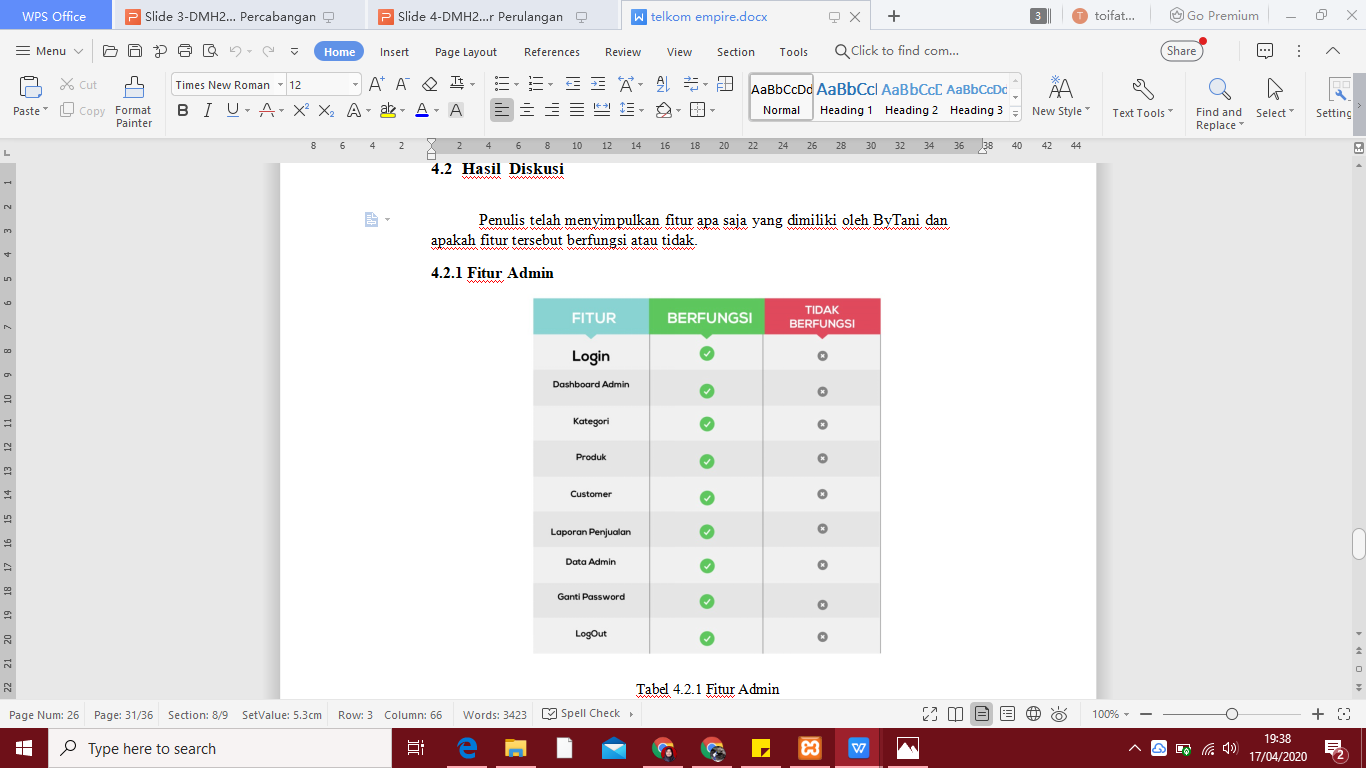 WPS Office
Slide 3-DMH2... Percabangan
Slide 4-DMH2...r Perulangan
telkom empire.docx
3
T
toifat...
Go Premium
Menu
Home
Insert
Page Layout
References
Review
View
Section
Tools
Click to find com...
Share
Paste
Cut
Copy
Format
Painter
Times New Roman
12
AaBbCcDd
Normal
AaBbCcI
Heading 1
AaBbCcD
Heading 2
AaBbCcDd
Heading 3
New Style
Text Tools
Find and
Replace
Select
Setting
8 6 4 2 2 4 6 8 10 12 14 16 18 20 22 24 26 28 30 32 34 36 38 40 42 44
1
2
3
4
5
6
7
8
9
10
11
12
13
14
15
16
17
18
19
20
21
22
4.2 Hasil Diskusi
Penulis telah menyimpulkan fitur apa saja yang dimiliki oleh ByTani dan
apakah fitur tersebut berfungsi atau tidak.
4.2.1 Fitur Admin
FITUR BERFUNGSI TIDAK
BERFUNGSI
Login
Dashboard Admin
Kategori
Produk
Customer
Laporan Penjualan
Data Admin
Ganti Password
LogOut
Tabel 4.2.1 Fitur Admin
Page Num: 26 Page: 31/36 Section: 8/9 SetValue: 5.3cm Row: 3 Column: 66 Words: 3423 Spell Check 100%
Type here to search
19:38
17/04/2020
2